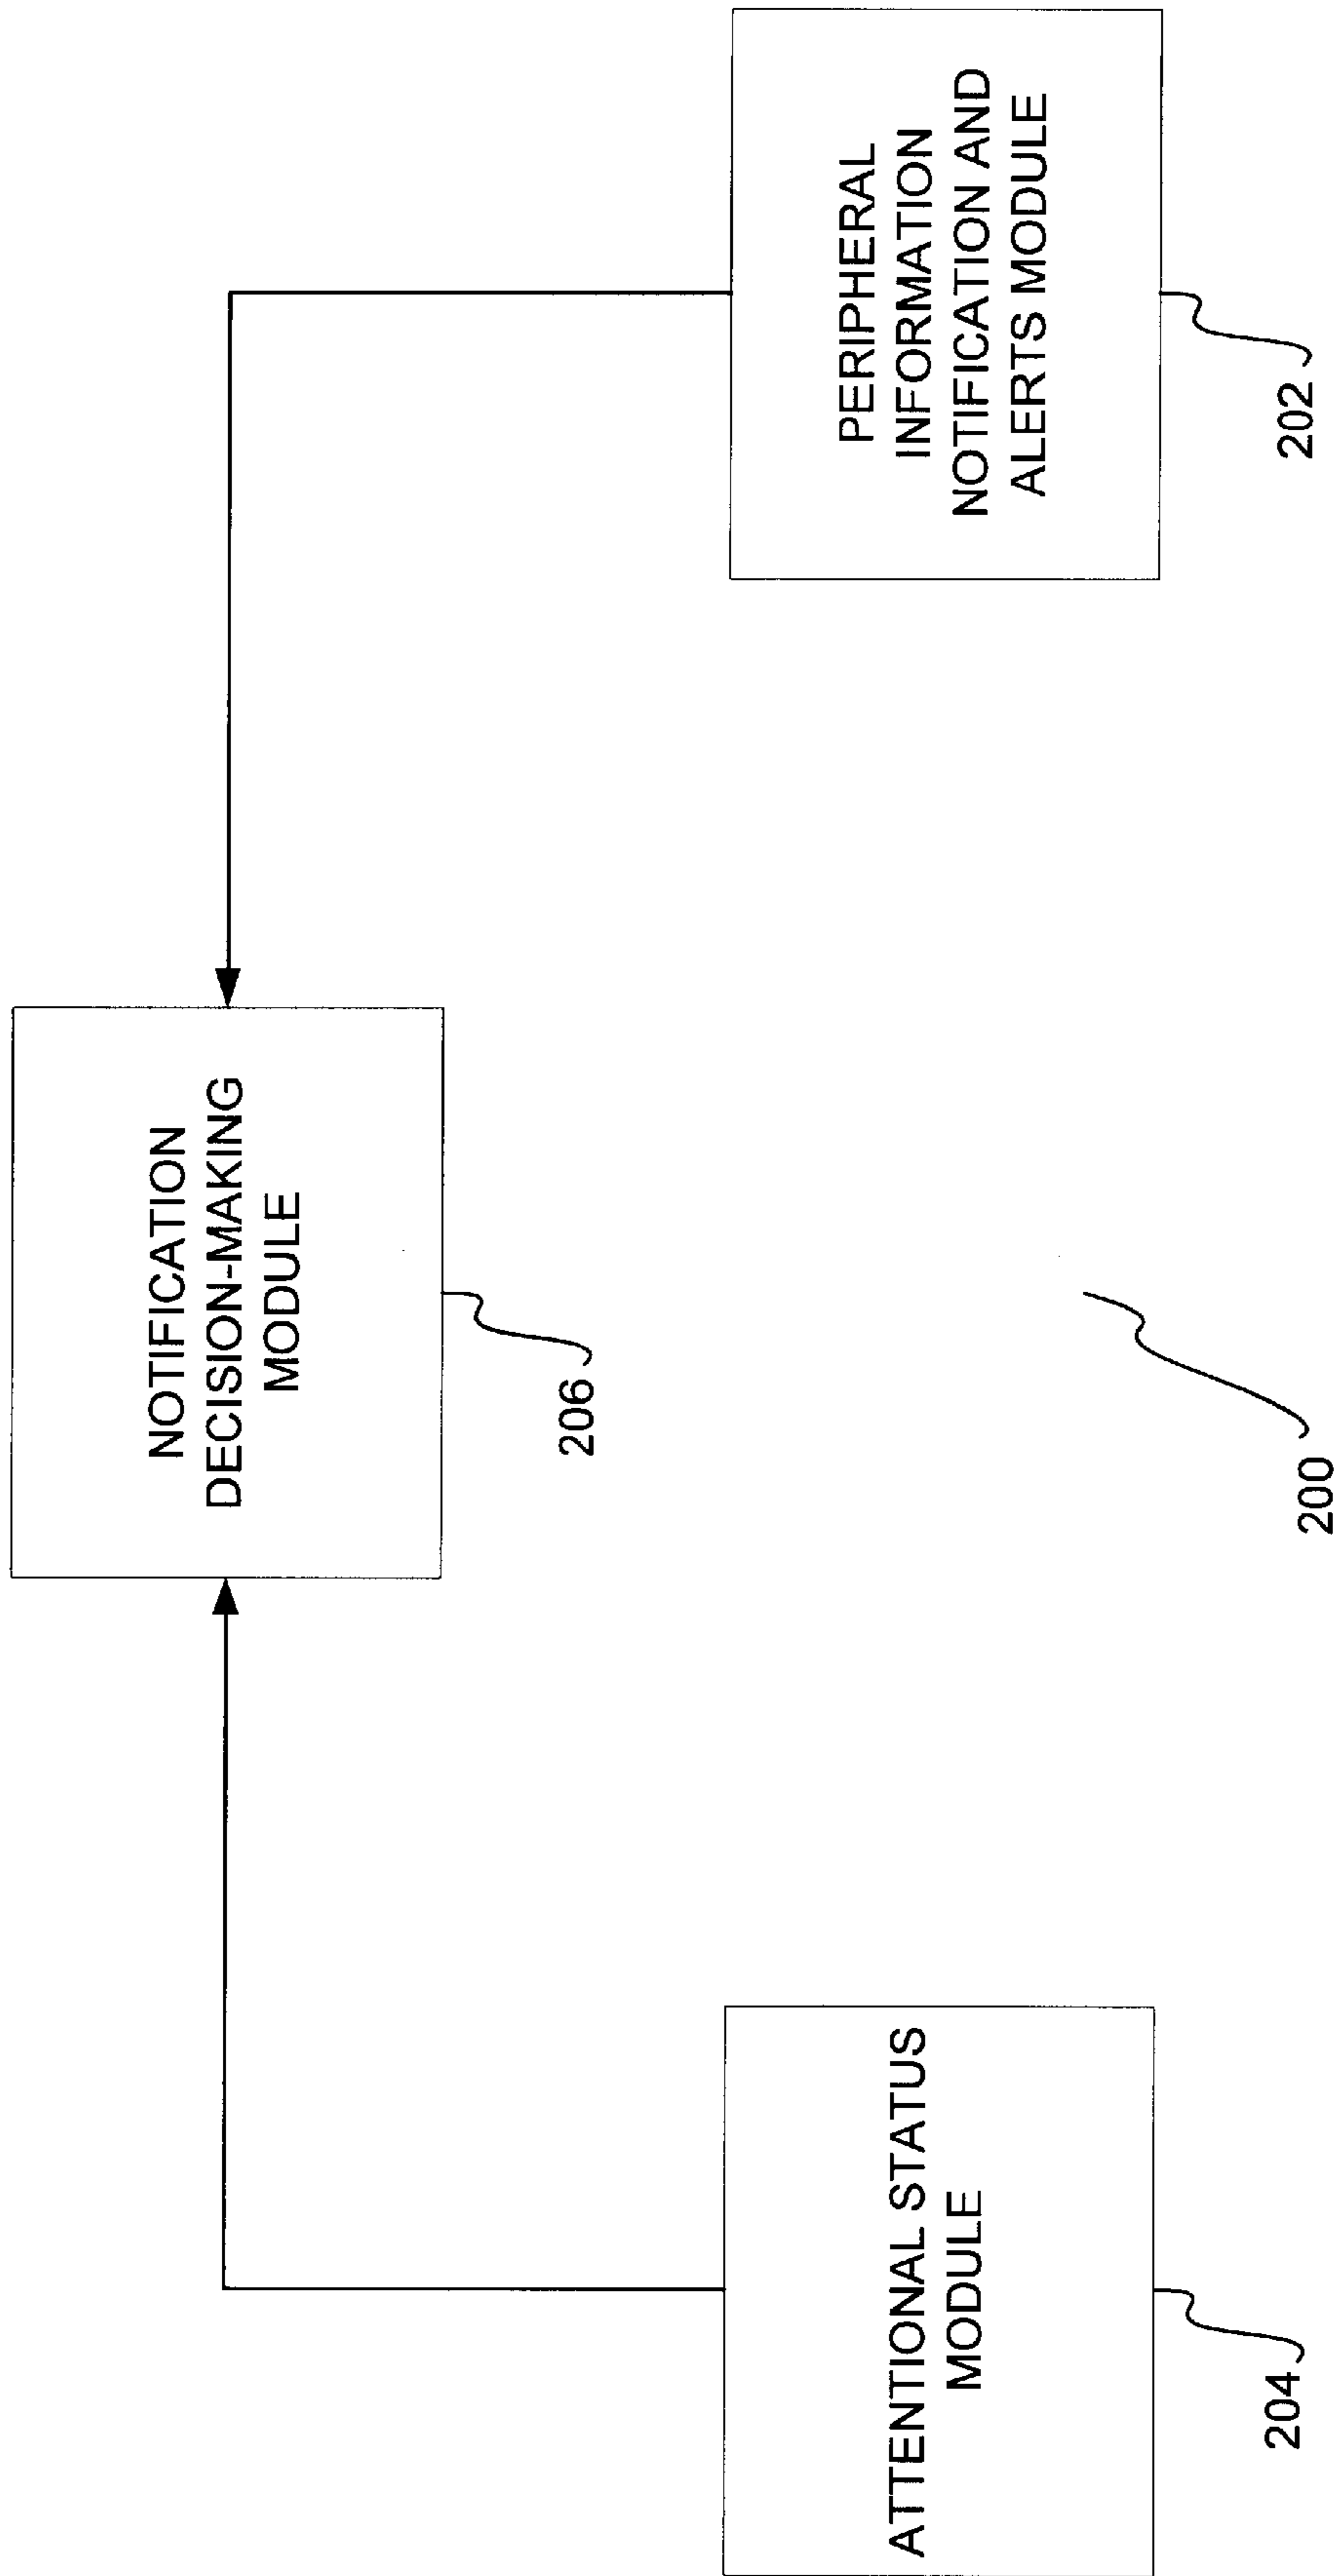 NOTIFICATION
DECISION-MAKING
MODULE
206
ATTENTIONAL STATUS
MODULE
204
PERIPHERAL
INFORMATION
NOTIFICATION AND
ALERTS MODULE
202
200